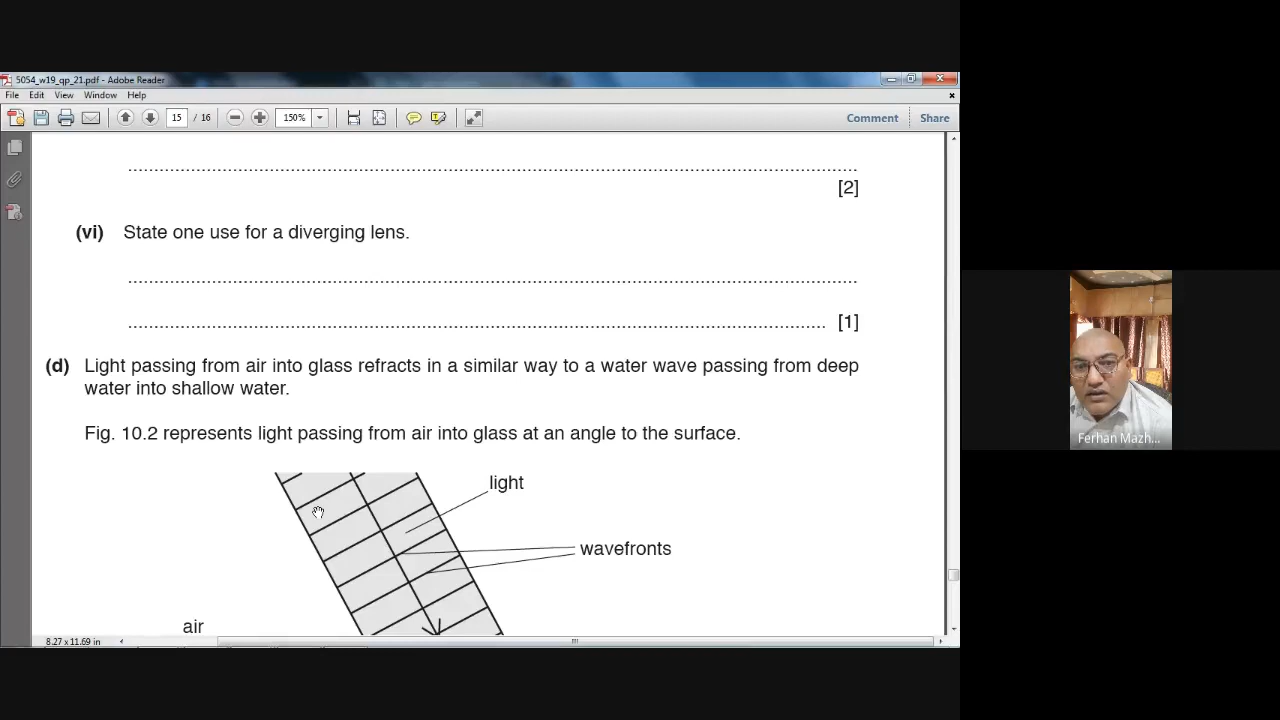 5054_w19_qp_21.pdf - Adobe Reader
File Edit View Window Help
15 / 16 150% Comment Share
[2]
(vi) State one use for a diverging lens.
[1]
(d) Light passing from air into glass refracts in a similar way to a water wave passing from deep
water into shallow water.
Fig. 10.2 represents light passing from air into glass at an angle to the surface.
light
wavefronts
air
8.27 x 11.69 in
Ferhan Mazh...